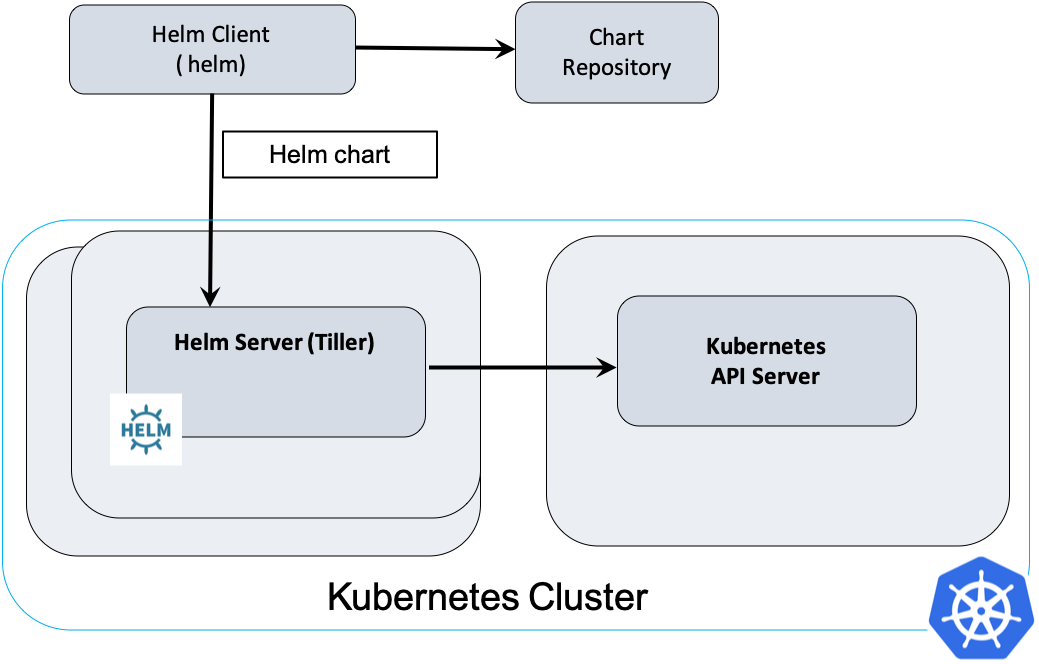 Helm Client
( helm)
Chart
Repository
Helm chart
Helm Server (Tiller)
HELM
Kubernetes
API Server
Kubernetes Cluster